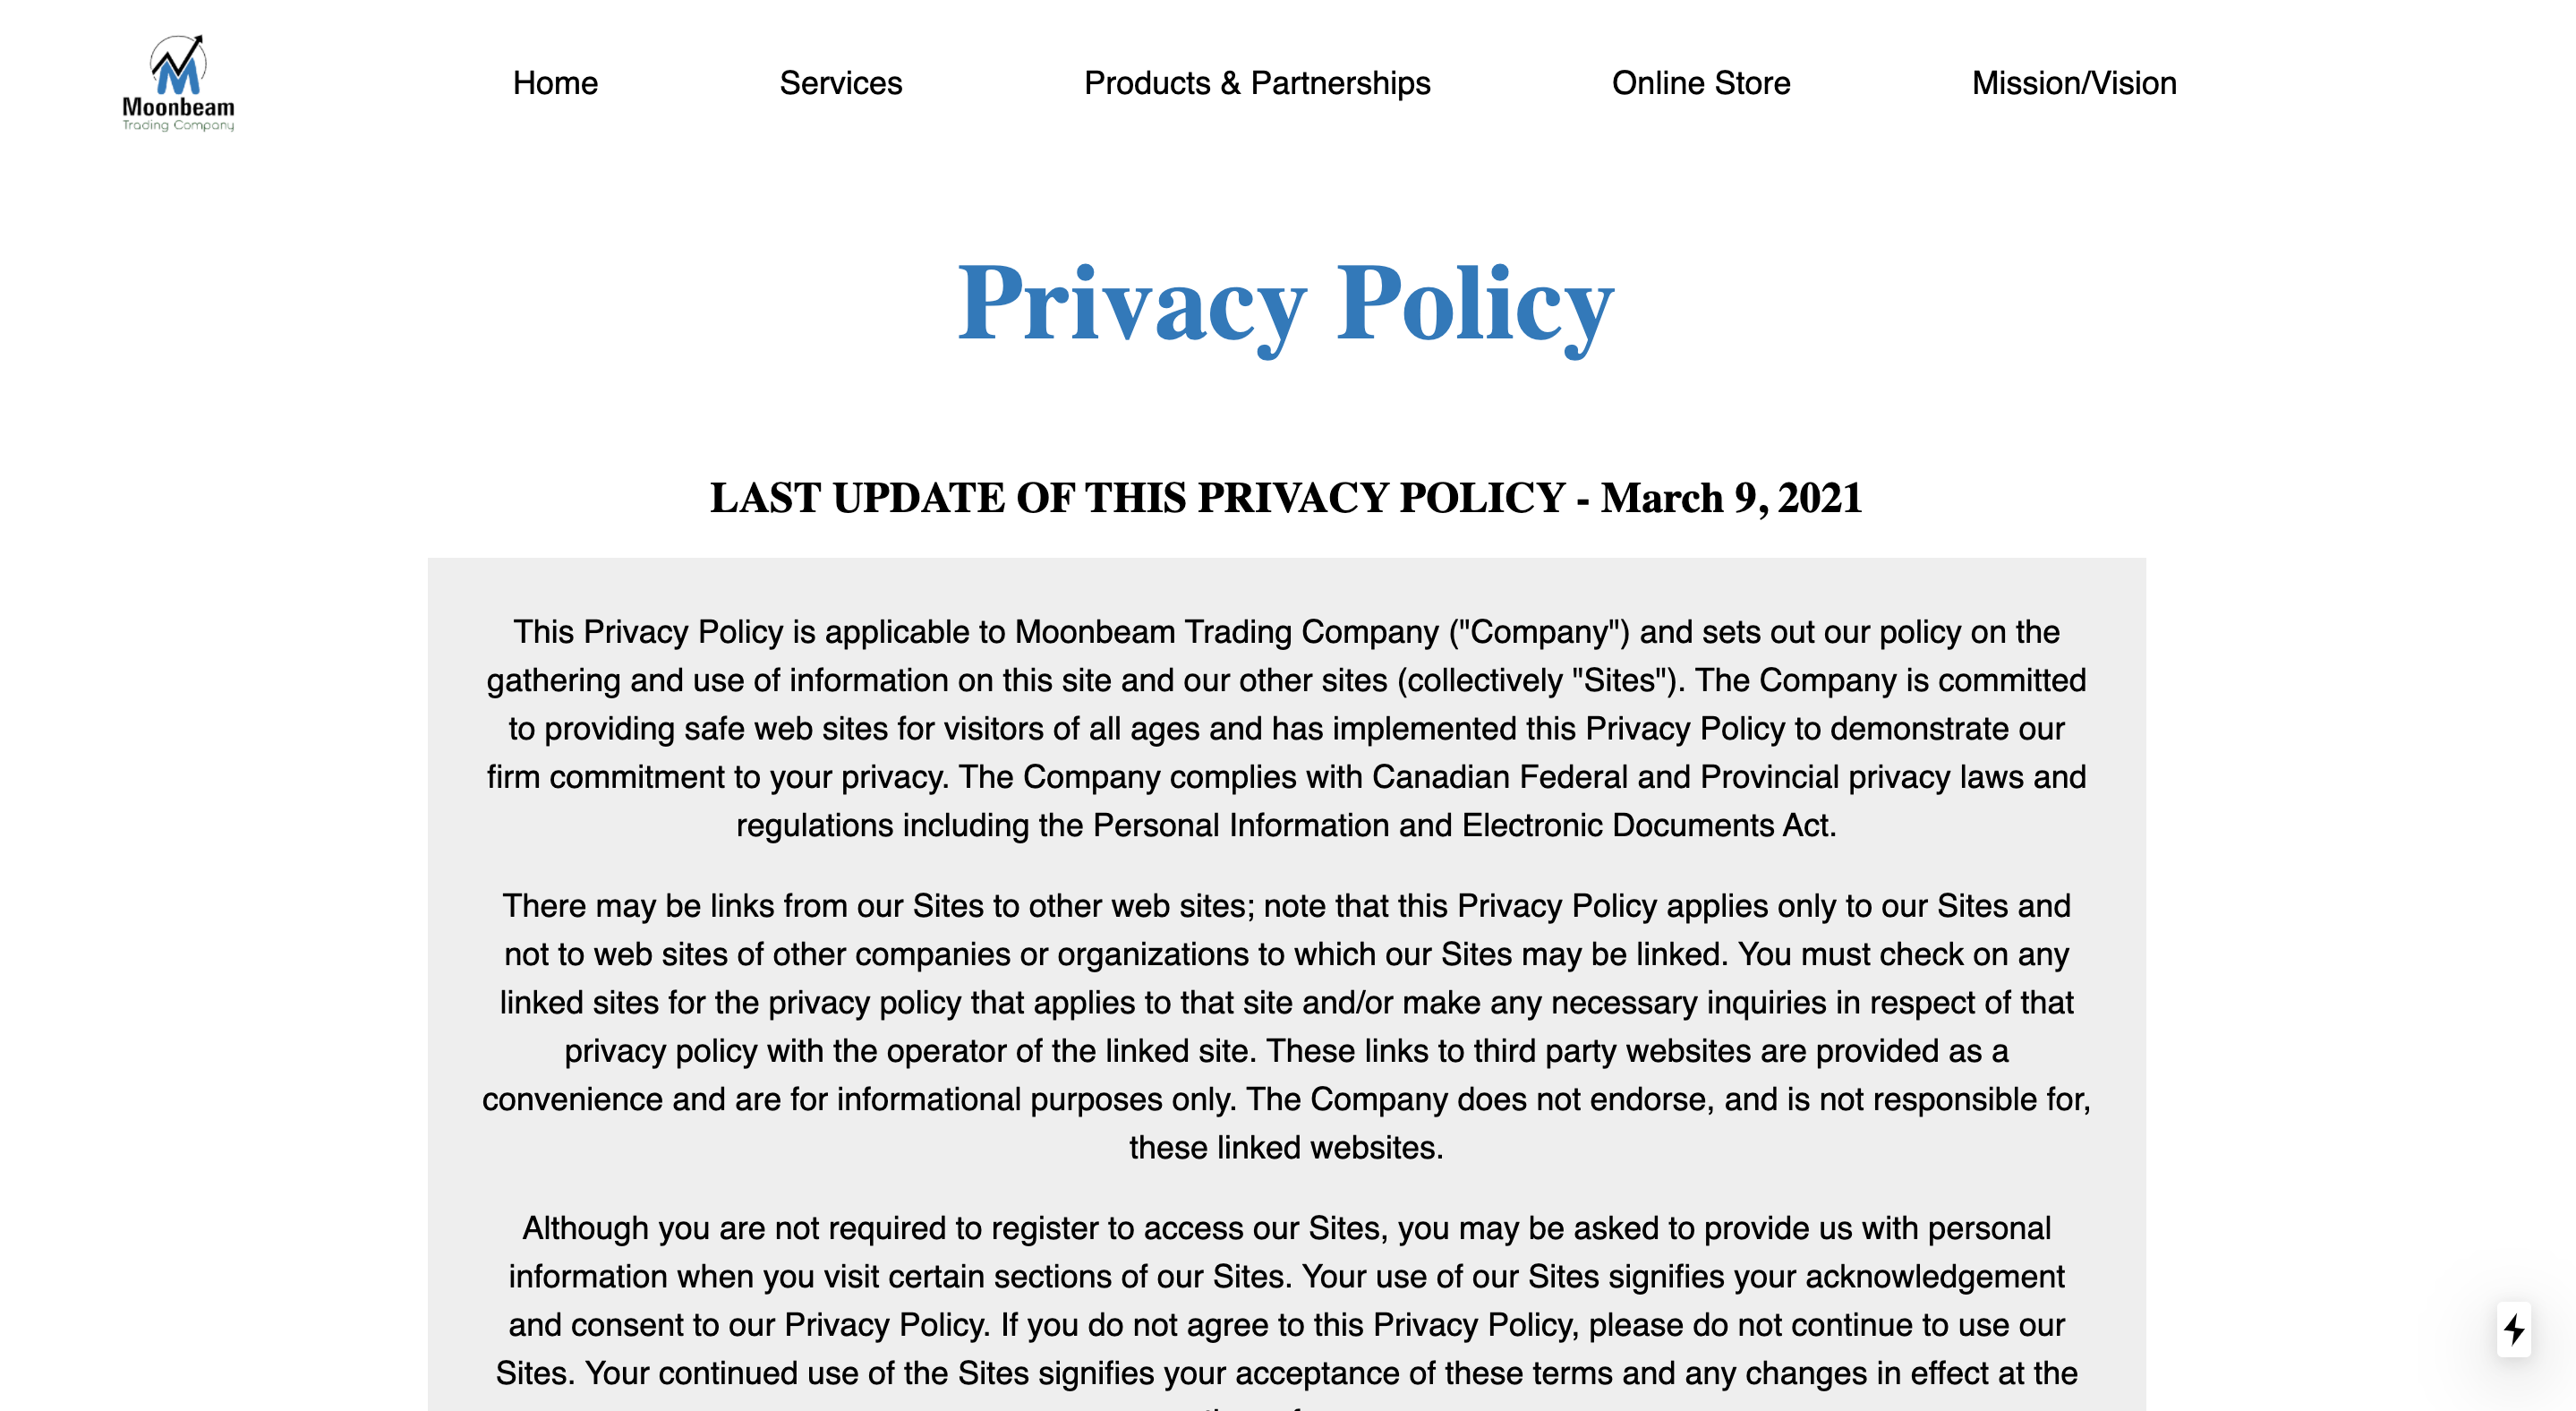 Moonbeam
Trading Company
Home
Services
Products & Partnerships
Online Store
Mission/Vision
Privacy Policy
LAST UPDATE OF THIS PRIVACY POLICY - March 9, 2021
This Privacy Policy is applicable to Moonbeam Trading Company ("Company") and sets out our policy on the
gathering and use of information on this site and our other sites (collectively "Sites"). The Company is committed
to providing safe web sites for visitors of all ages and has implemented this Privacy Policy to demonstrate our
firm commitment to your privacy. The Company complies with Canadian Federal and Provincial privacy laws and
regulations including the Personal Information and Electronic Documents Act.
There may be links from our Sites to other web sites; note that this Privacy Policy applies only to our Sites and
not to web sites of other companies or organizations to which our Sites may be linked. You must check on any
linked sites for the privacy policy that applies to that site and/or make any necessary inquiries in respect of that
privacy policy with the operator of the linked site. These links to third party websites are provided as a
convenience and are for informational purposes only. The Company does not endorse, and is not responsible for,
these linked websites.
Although you are not required to register to access our Sites, you may be asked to provide us with personal
information when you visit certain sections of our Sites. Your use of our Sites signifies your acknowledgement
and consent to our Privacy Policy. If you do not agree to this Privacy Policy, please do not continue to use our
Sites. Your continued use of the Sites signifies your acceptance of these terms and any changes in effect at the